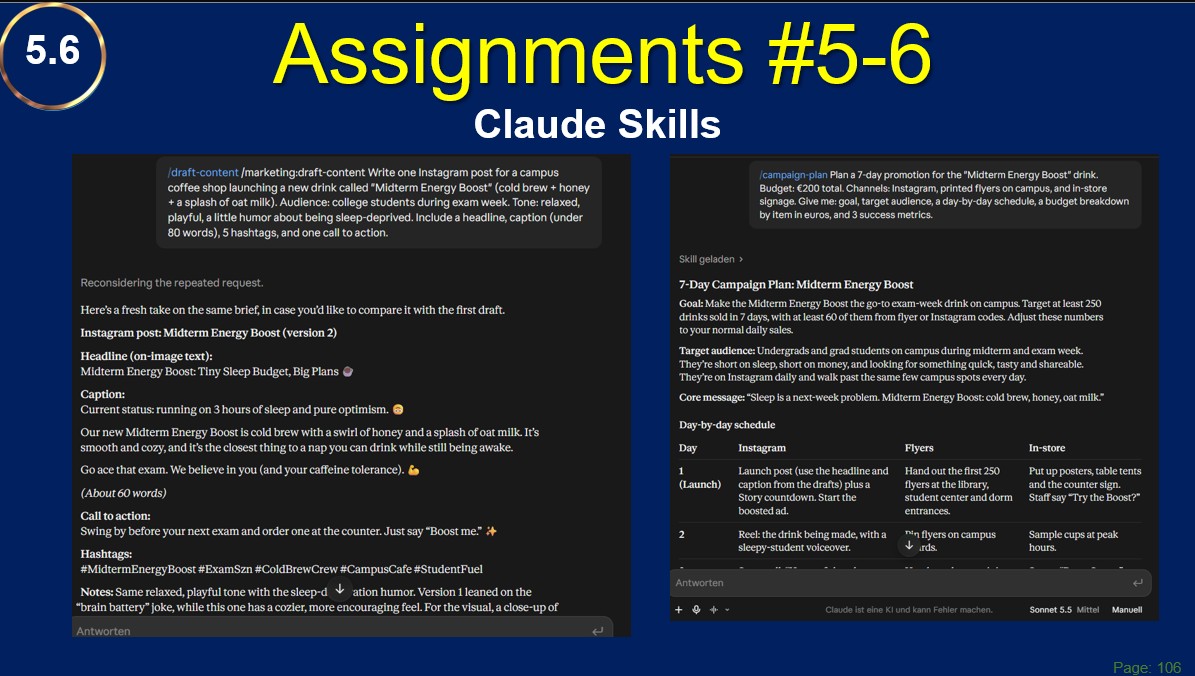 5.6
Assignments #5-6
Claude Skills
/draft-content /marketing:draft-content Write one Instagram post for a campus
coffee shop launching a new drink called "Midterm Energy Boost" (cold brew + honey
+ a splash of oat milk). Audience: college students during exam week. Tone: relaxed,
playful, a little humor about being sleep-deprived. Include a headline, caption (under
80 words), 5 hashtags, and one call to action.
Reconsidering the repeated request.
Here's a fresh take on the same brief, in case you'd like to compare it with the first draft.
Instagram post: Midterm Energy Boost (version 2)
Headline (on-image text):
Midterm Energy Boost: Tiny Sleep Budget, Big Plans
Caption:
Current status: running on 3 hours of sleep and pure optimism. 
Our new Midterm Energy Boost is cold brew with a swirl of honey and a splash of oat milk. It's
smooth and cozy, and it's the closest thing to a nap you can drink while still being awake.
Go ace that exam. We believe in you (and your caffeine tolerance). 💪
(About 60 words)
Call to action:
Swing by before your next exam and order one at the counter. Just say “Boost me.” ✨
Hashtags:
#MidtermEnergyBoost #ExamSzn #ColdBrewCrew #CampusCafe #StudentFuel
Notes: Same relaxed, playful tone with the sleep-d ation humor. Version 1 leaned on the
“brain battery” joke, while this one has a cozier, more encouraging feel. For the visual, a close-up of
Antworten
/campaign-plan Plan a 7-day promotion for the "Midterm Energy Boost" drink.
Budget: €200 total. Channels: Instagram, printed flyers on campus, and in-store
signage. Give me: goal, target audience, a day-by-day schedule, a budget breakdown
by item in euros, and 3 success metrics.
Skill geladen >
7-Day Campaign Plan: Midterm Energy Boost
Goal: Make the Midterm Energy Boost the go-to exam-week drink on campus. Target at least 250
drinks sold in 7 days, with at least 60 of them from flyer or Instagram codes. Adjust these numbers
to your normal daily sales.
Target audience: Undergrads and grad students on campus during midterm and exam week.
They're short on sleep, short on money, and looking for something quick, tasty and shareable.
They're on Instagram daily and walk past the same few campus spots every day.
Core message: “Sleep is a next-week problem. Midterm Energy Boost: cold brew, honey, oat milk.”
Day-by-day schedule
Day Instagram Flyers In-store
1 Launch post (use the headline and Hand out the first 250 Put up posters, table tents
(Launch) caption from the drafts) plus a flyers at the library, and the counter sign.
Story countdown. Start the student center and dorm Staff say “Try the Boost?”
boosted ad. entrances.
2 Reel: the drink being made, with a Pin flyers on campus Sample cups at peak
sleepy-student voiceover. hours.
Antworten
Claude ist eine KI und kann Fehler machen. Sonnet 5.5 Mittel Manuell
Page: 106